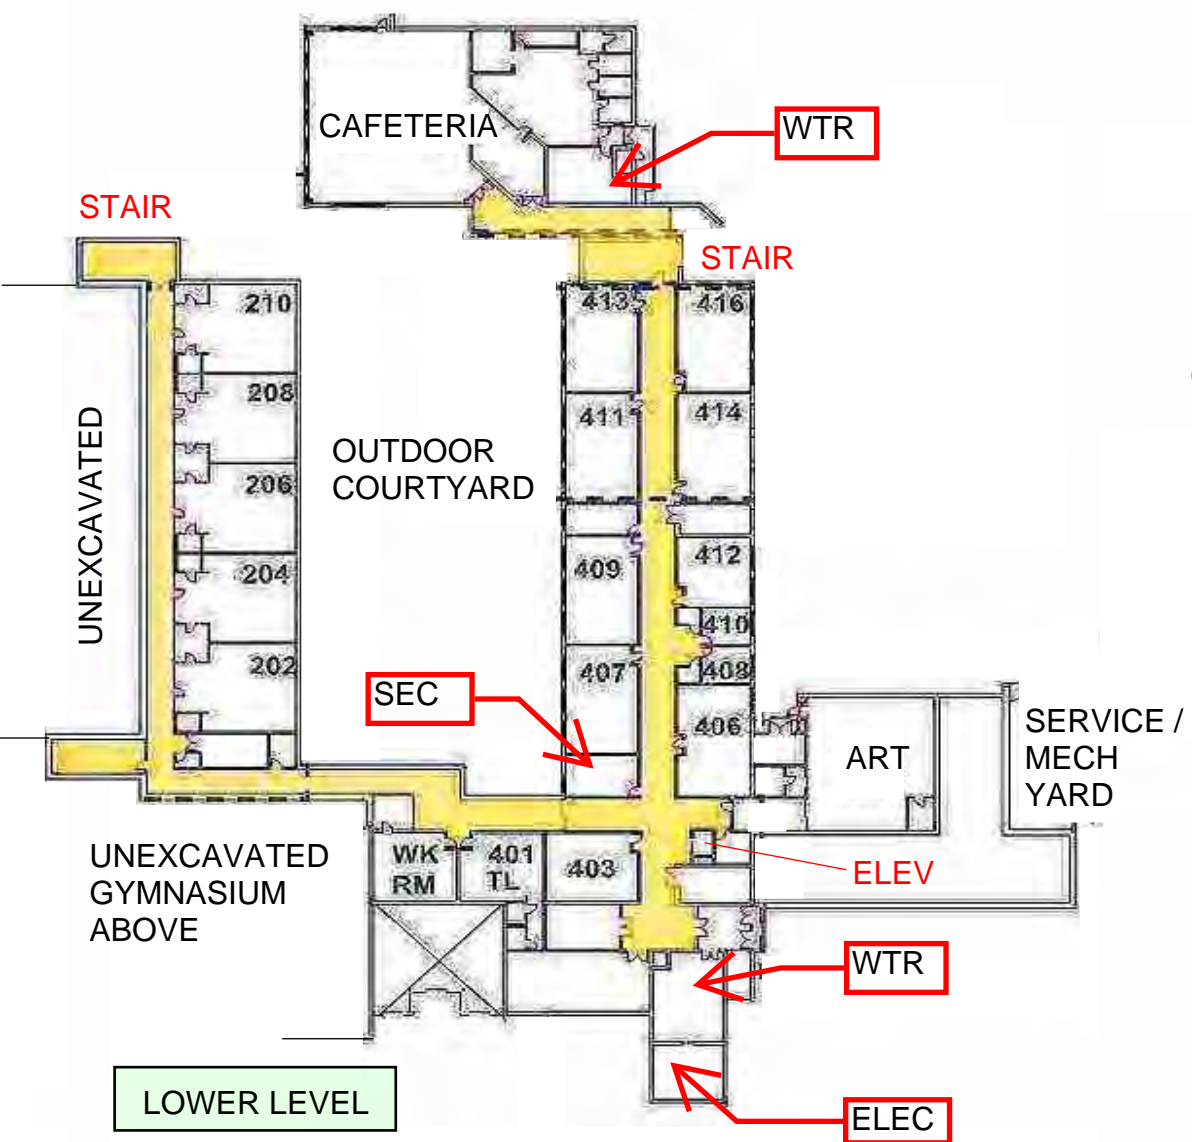 CAFETERIA
WTR
STAIR
STAIR
210
413
416
208
411
414
UNEXCAVATED
OUTDOOR
COURTYARD
206
204
409
412
410
202
407
408
SEC
406
ART
SERVICE /
MECH
YARD
UNEXCAVATED
GYMNASIUM
ABOVE
WK
RM
401
TL
403
ELEV
WTR
LOWER LEVEL
ELEC